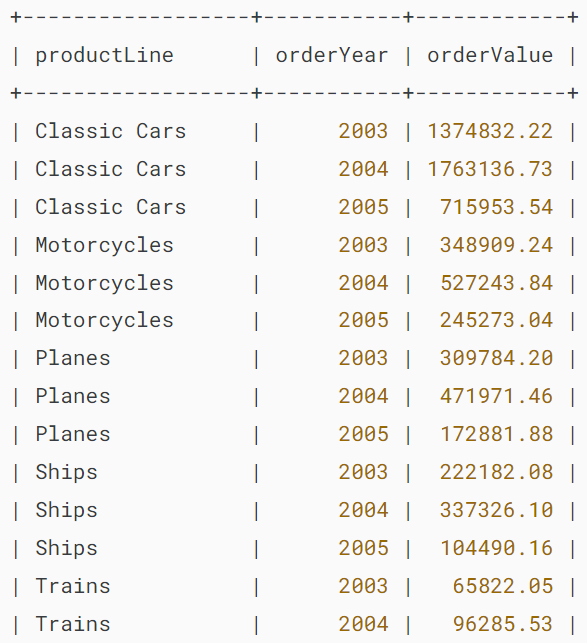 +------------------+-----------+------------+
| productLine      | orderYear | orderValue |
+------------------+-----------+------------+
| Classic Cars     |      2003 | 1374832.22 |
| Classic Cars     |      2004 | 1763136.73 |
| Classic Cars     |      2005 |  715953.54 |
| Motorcycles      |      2003 |  348909.24 |
| Motorcycles      |      2004 |  527243.84 |
| Motorcycles      |      2005 |  245273.04 |
| Planes           |      2003 |  309784.20 |
| Planes           |      2004 |  471971.46 |
| Planes           |      2005 |  172881.88 |
| Ships            |      2003 |  222182.08 |
| Ships            |      2004 |  337326.10 |
| Ships            |      2005 |  104490.16 |
| Trains           |      2003 |   65822.05 |
| Trains           |      2004 |   96285.53 |